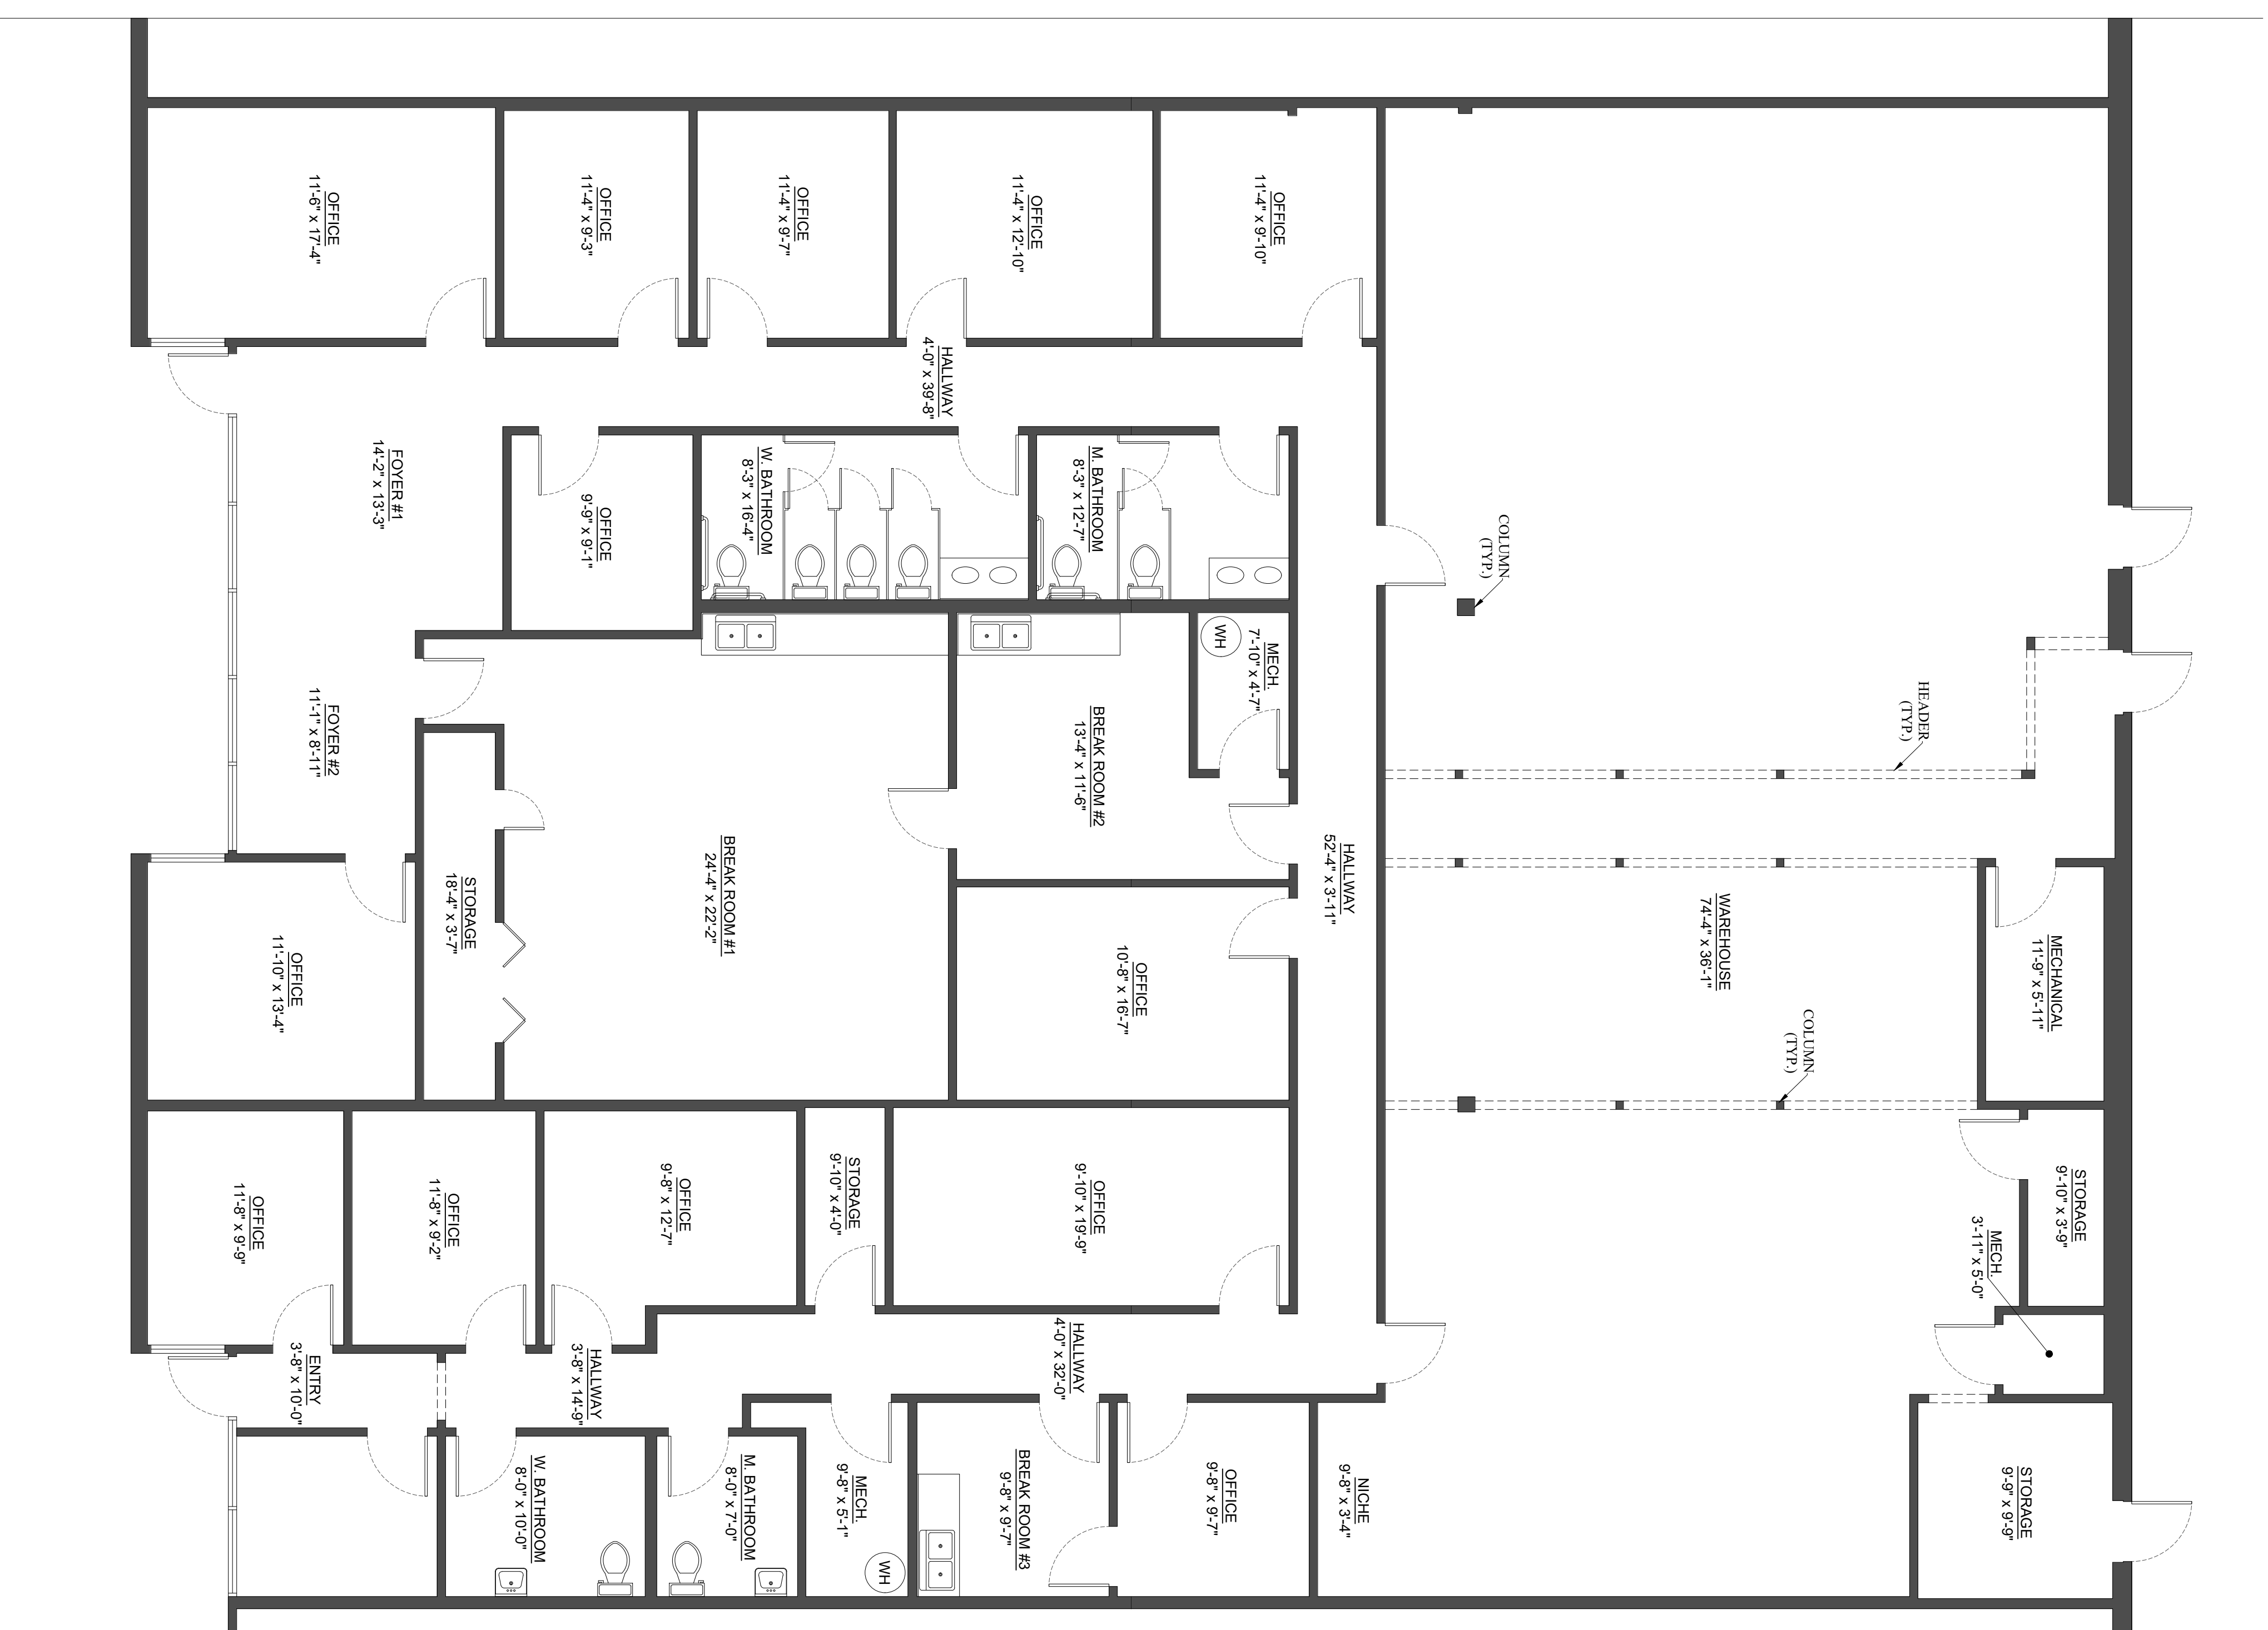 OFFICE
11'-6" x 17'-4"
OFFICE
11'-4" x 9'-3"
OFFICE
11'-4" x 9'-7"
OFFICE
11'-4" x 12'-10"
OFFICE
11'-4" x 9'-10"
HALLWAY
4'-0" x 39'-8"
FOYER #1
14'-2" x 13'-3"
OFFICE
9'-9" x 9'-1"
W. BATHROOM
8'-3" x 16'-4"
M. BATHROOM
8'-3" x 12'-7"
COLUMN
(TYP.)
WH
MECH.
7'-10" x 4'-7"
FOYER #2
11'-1" x 8'-11"
BREAK ROOM #2
13'-4" x 11'-6"
HEADER
(TYP.)
BREAK ROOM #1
24'-4" x 22'-2"
STORAGE
18'-4" x 3'-7"
HALLWAY
52'-4" x 3'-11"
WAREHOUSE
74'-4" x 36'-1"
OFFICE
11'-10" x 13'-4"
OFFICE
10'-8" x 16'-7"
MECHANICAL
11'-9" x 5'-11"
COLUMN
(TYP.)
OFFICE
11'-8" x 9'-9"
OFFICE
11'-8" x 9'-2"
OFFICE
9'-8" x 12'-7"
STORAGE
9'-10" x 4'-0"
OFFICE
9'-10" x 19'-9"
STORAGE
9'-10" x 3'-9"
MECH.
3'-11" x 5'-0"
ENTRY
3'-8" x 10'-0"
HALLWAY
3'-8" x 14'-9"
HALLWAY
4'-0" x 32'-0"
W. BATHROOM
8'-0" x 10'-0"
M. BATHROOM
8'-0" x 7'-0"
MECH.
9'-8" x 5'-1"
WH
BREAK ROOM #3
9'-8" x 9'-7"
OFFICE
9'-8" x 9'-7"
NICHE
9'-8" x 3'-4"
STORAGE
9'-9" x 9'-9"